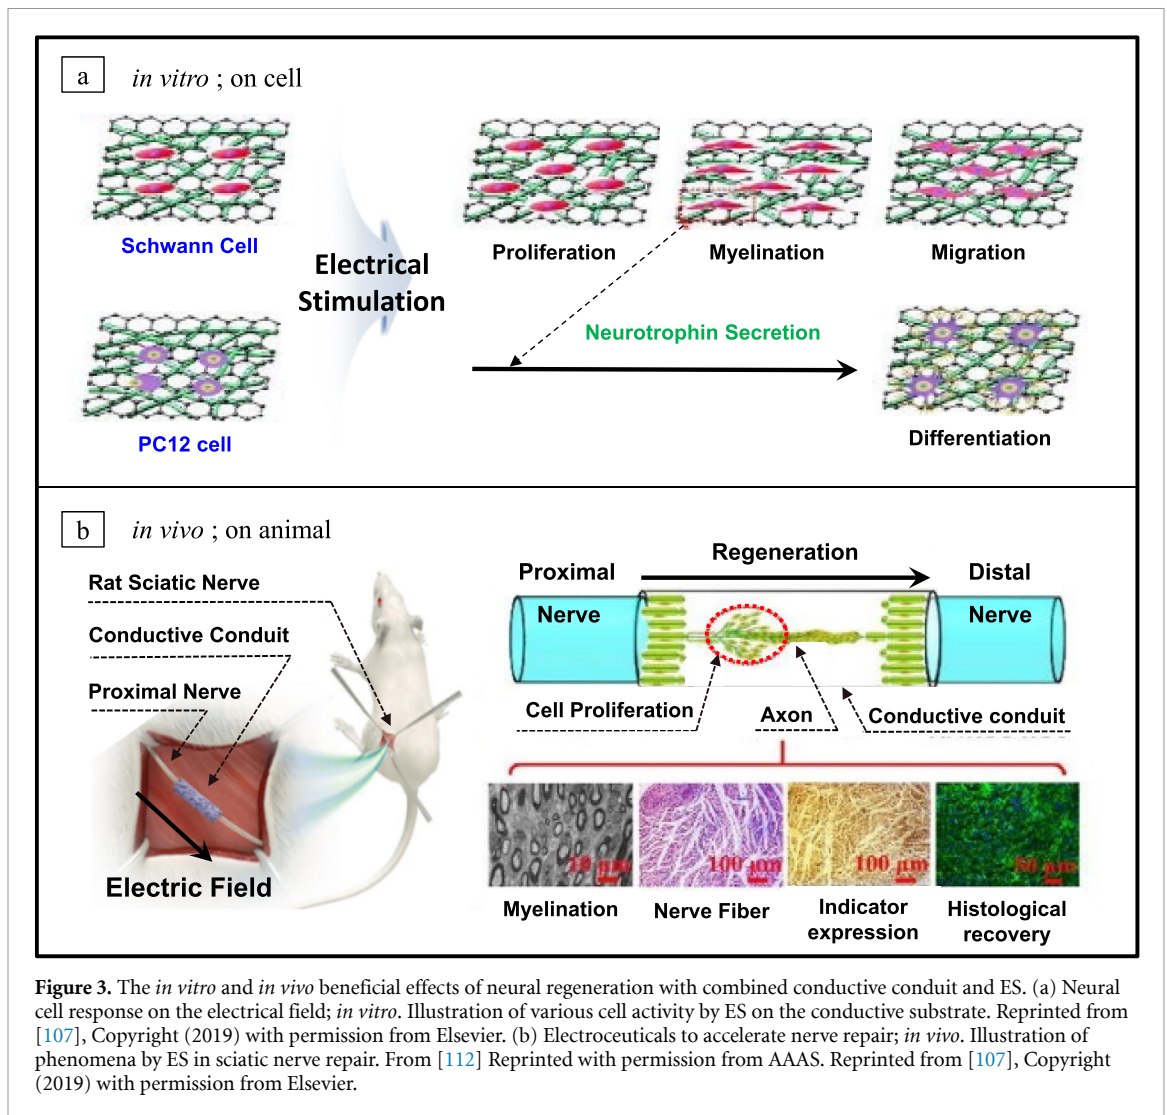 a
in vitro ; on cell
Schwann Cell
Electrical
Stimulation
Proliferation
Myelination
Migration
Neurotrophin Secretion
PC12 cell
Differentiation
b
in vivo ; on animal
Rat Sciatic Nerve
Conductive Conduit
Proximal Nerve
Electric Field
Regeneration
Proximal
Nerve
Distal
Nerve
Cell Proliferation
Axon
Conductive conduit
10 μm
100 μm
100 μm
50 μm
Myelination
Nerve Fiber
Indicator
expression
Histological
recovery
Figure 3. The in vitro and in vivo beneficial effects of neural regeneration with combined conductive conduit and ES. (a) Neural
cell response on the electrical field; in vitro. Illustration of various cell activity by ES on the conductive substrate. Reprinted from
[107], Copyright (2019) with permission from Elsevier. (b) Electroceuticals to accelerate nerve repair; in vivo. Illustration of
phenomena by ES in sciatic nerve repair. From [112] Reprinted with permission from AAAS. Reprinted from [107], Copyright
(2019) with permission from Elsevier.